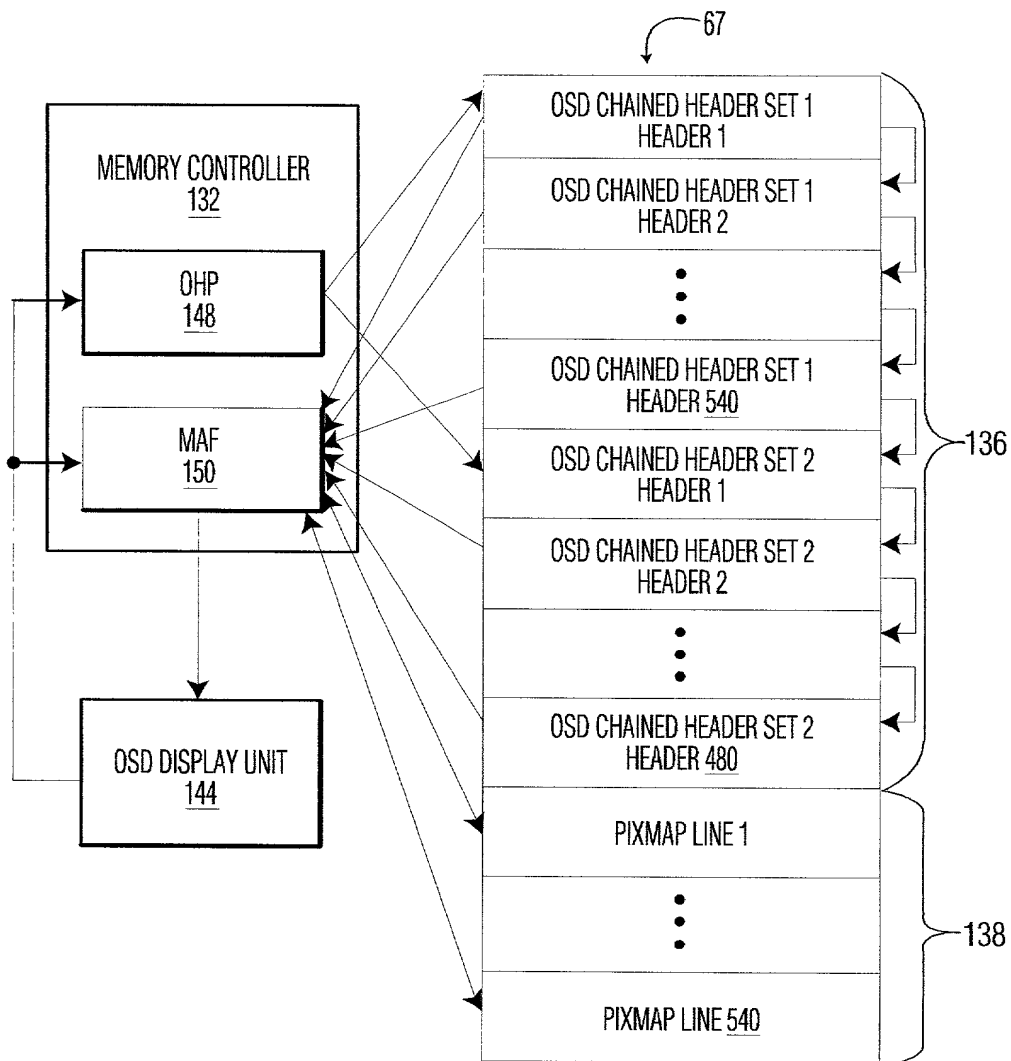 67
MEMORY CONTROLLER
132
OHP
148
MAF
150
OSD DISPLAY UNIT
144
OSD CHAINED HEADER SET 1
HEADER 1
OSD CHAINED HEADER SET 1
HEADER 2
OSD CHAINED HEADER SET 1
HEADER 540
OSD CHAINED HEADER SET 2
HEADER 1
OSD CHAINED HEADER SET 2
HEADER 2
OSD CHAINED HEADER SET 2
HEADER 480
PIXMAP LINE 1
PIXMAP LINE 540
136
138